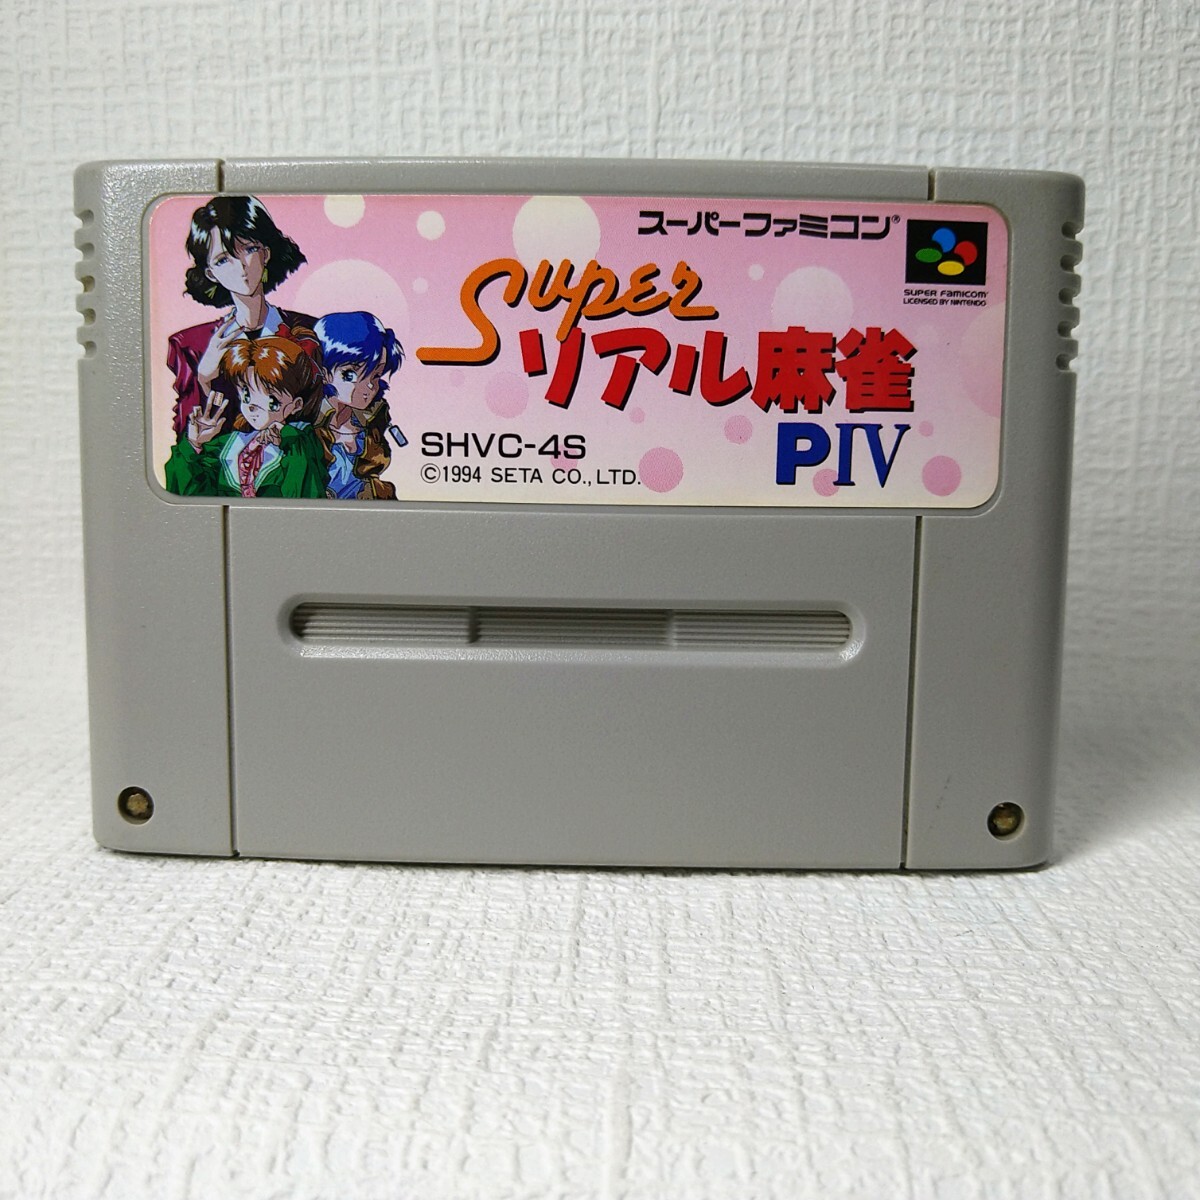 スーパーファミコン®
SUPER FAMICOM
LICENSED BY NINTENDO
Super
リアル麻雀
PIV
SHVC-4S
©1994 SETA CO., LTD.